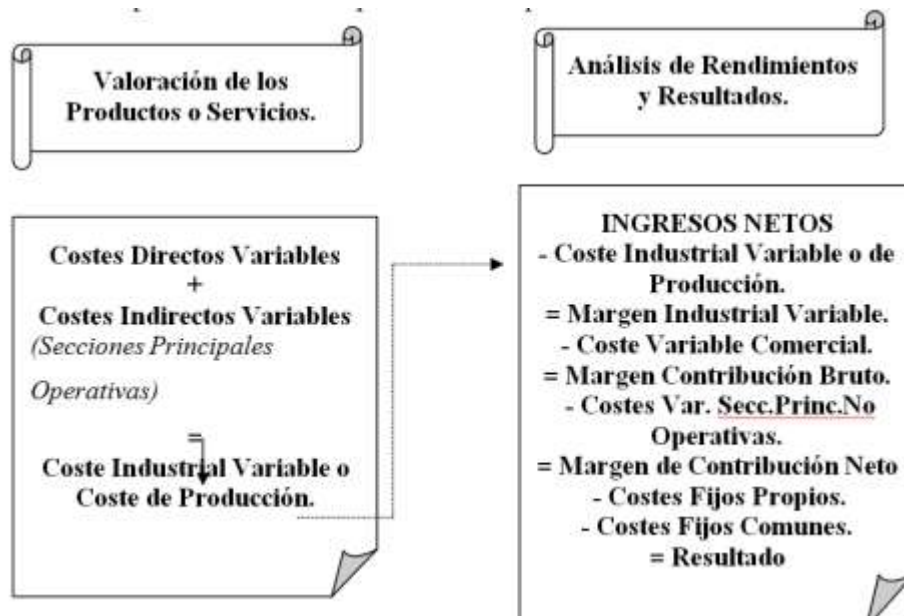 Valoración de los
Productos o Servicios.
Costes Directos Variables
+
Costes Indirectos Variables
(Secciones Principales
Operativas)
=
Coste Industrial Variable o
Coste de Producción.
Análisis de Rendimientos
y Resultados.
INGRESOS NETOS
- Coste Industrial Variable o de
Producción.
= Margen Industrial Variable.
- Coste Variable Comercial.
= Margen Contribución Bruto.
- Costes Var. Secc.Princ.No
Operativas.
= Margen de Contribución Neto
- Costes Fijos Propios.
- Costes Fijos Comunes.
= Resultado